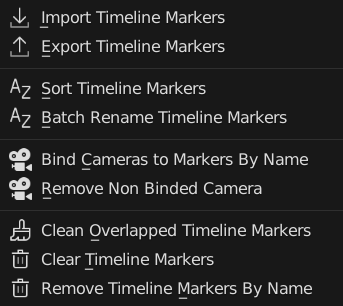 Import Timeline Markers
Export Timeline Markers
Sort Timeline Markers
Batch Rename Timeline Markers
Bind Cameras to Markers By Name
Remove Non Binded Camera
Clean Overlapped Timeline Markers
Clear Timeline Markers
Remove Timeline Markers By Name